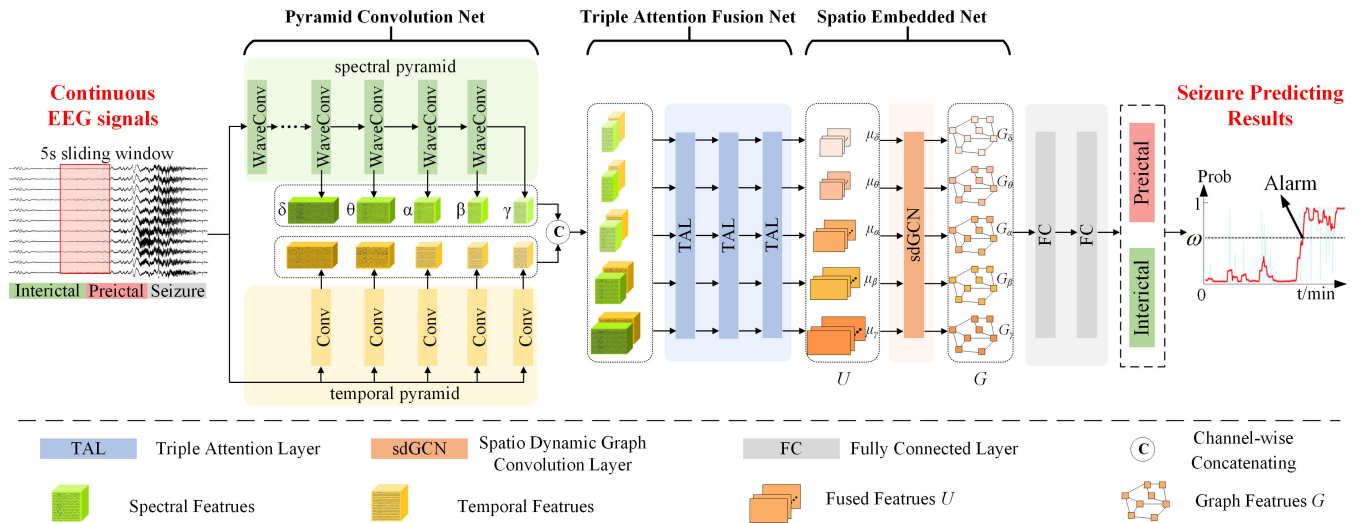 Pyramid Convolution Net
Triple Attention Fusion Net
Spatio Embedded Net
Continuous
EEG signals
5s sliding window
Interictal
Preictal
Seizure
spectral pyramid
WaveConv
WaveConv
WaveConv
WaveConv
WaveConv
δ
θ
α
β
γ
C
Conv
Conv
Conv
Conv
Conv
temporal pyramid
TAL
TAL
TAL
μδ
μθ
μα
μβ
μγ
U
sdGCN
Gδ
Gθ
Gα
Gβ
Gγ
G
FC
FC
Preictal
Interictal
Seizure Predicting
Results
Prob
Alarm
1
ω
0
t/min
TAL
Triple Attention Layer
sdGCN
Spatio Dynamic Graph
Convolution Layer
FC
Fully Connected Layer
C
Channel-wise
Concatenating
Spectral Featrues
Temporal Featrues
Fused Featrues U
Graph Featrues G